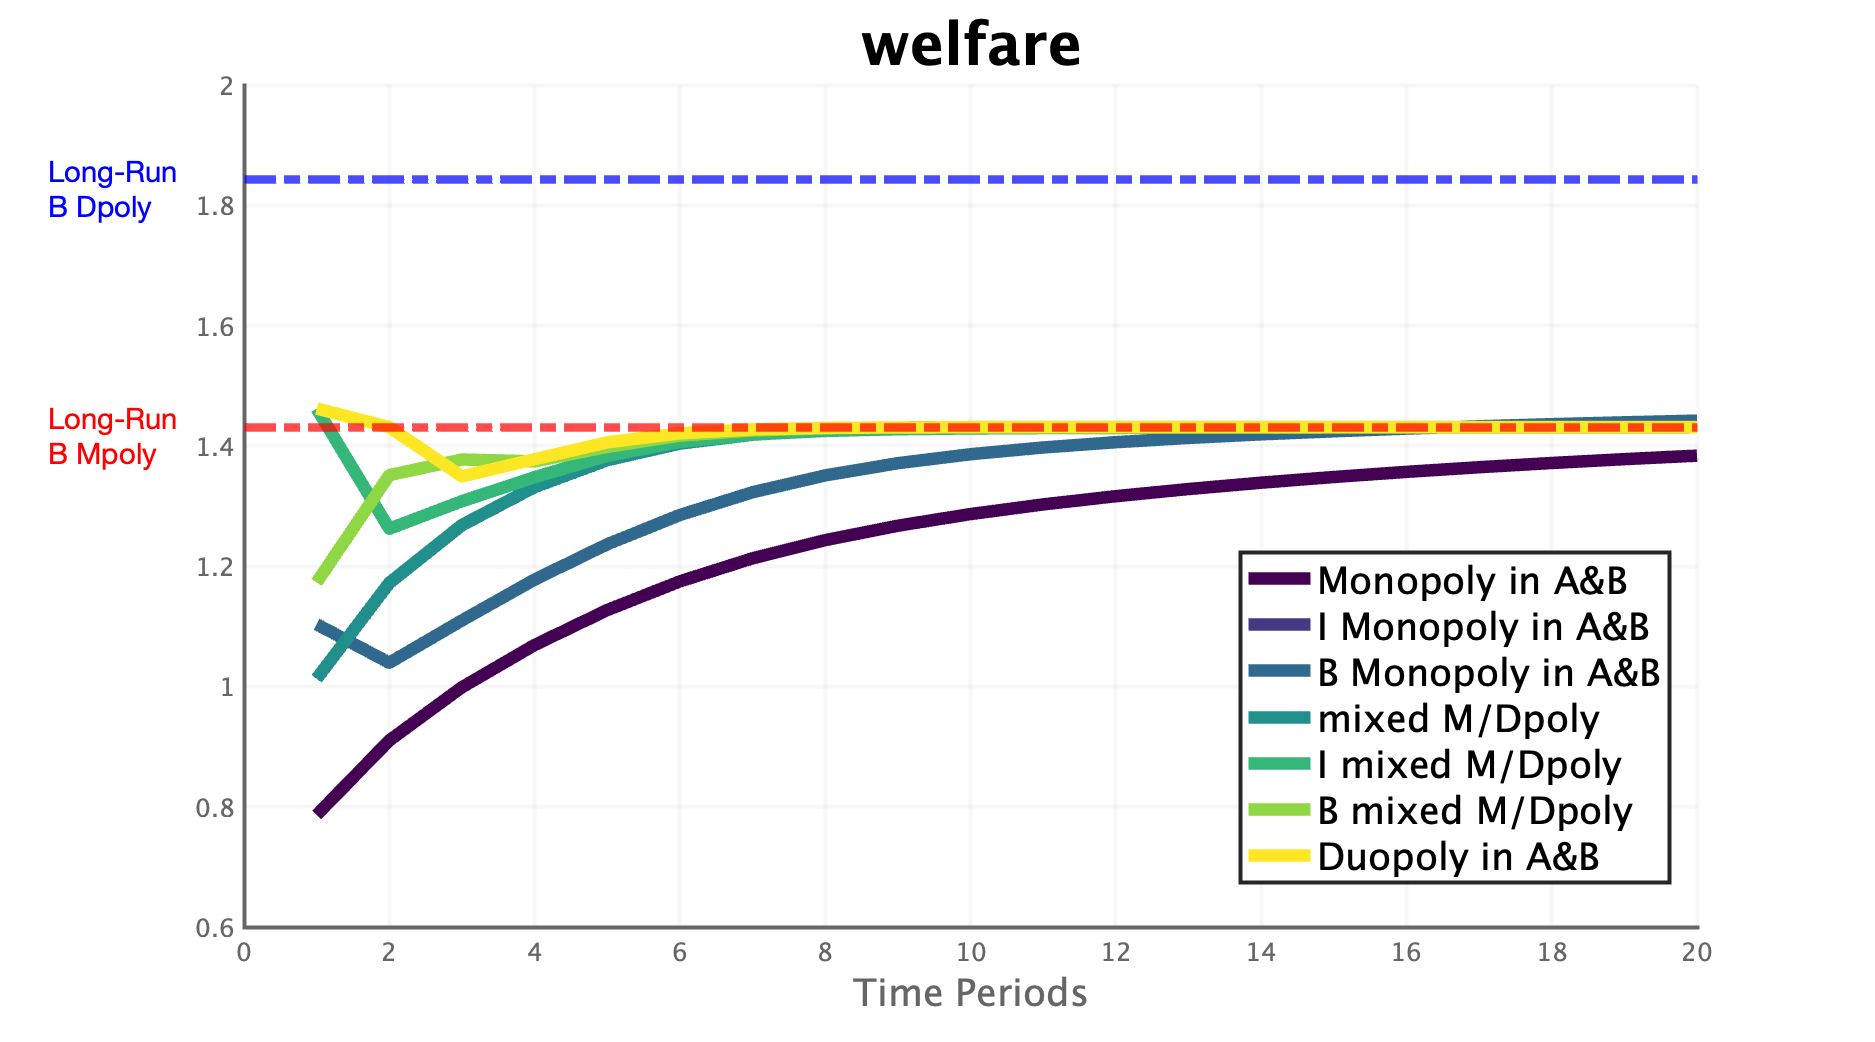 welfare
2
Long-Run
B Dpoly
1.8
1.6
Long-Run
B Mpoly
1.4
1.2
1
0.8
0.6
Monopoly in A&B
I Monopoly in A&B
B Monopoly in A&B
mixed M/Dpoly
I mixed M/Dpoly
B mixed M/Dpoly
Duopoly in A&B
0 2 4 6 8 10 12 14 16 18 20
Time Periods